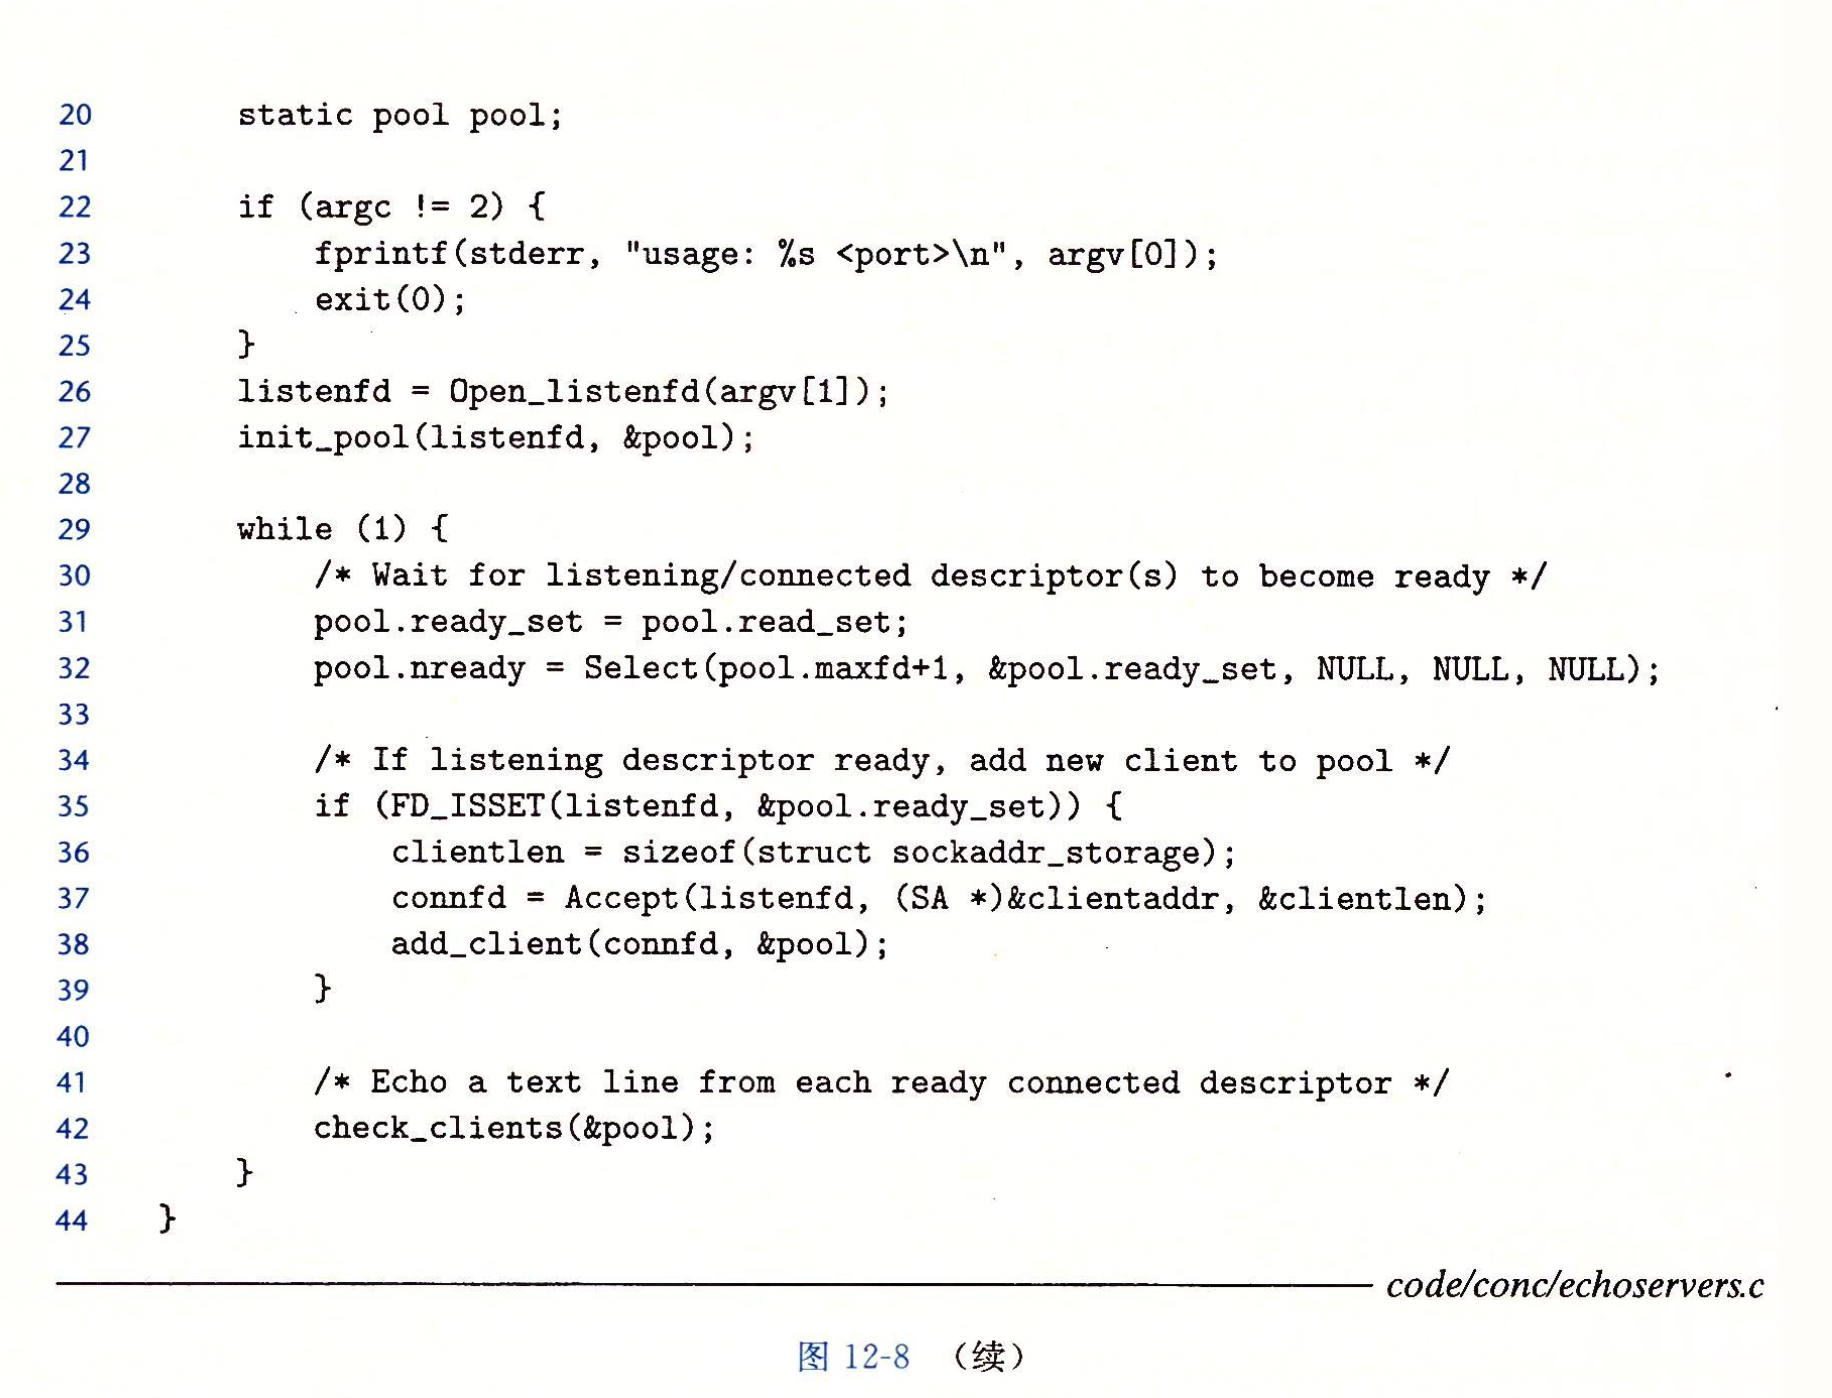 20        static pool pool;
21
22        if (argc != 2) {
23            fprintf(stderr, "usage: %s <port>\n", argv[0]);
24            exit(0);
25        }
26        listenfd = Open_listenfd(argv[1]);
27        init_pool(listenfd, &pool);
28
29        while (1) {
30            /* Wait for listening/connected descriptor(s) to become ready */
31            pool.ready_set = pool.read_set;
32            pool.nready = Select(pool.maxfd+1, &pool.ready_set, NULL, NULL, NULL);
33
34            /* If listening descriptor ready, add new client to pool */
35            if (FD_ISSET(listenfd, &pool.ready_set)) {
36                clientlen = sizeof(struct sockaddr_storage);
37                connfd = Accept(listenfd, (SA *)&clientaddr, &clientlen);
38                add_client(connfd, &pool);
39            }
40
41            /* Echo a text line from each ready connected descriptor */
42            check_clients(&pool);
43        }
44    }
code/conc/echoservers.c
图 12-8 （续）